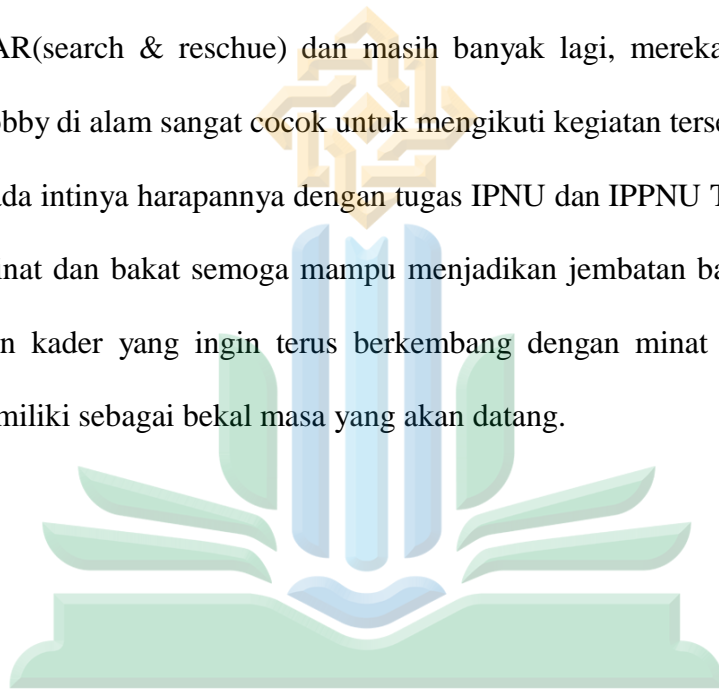 AR(search & reschue) dan masih banyak lagi, mereka
obby di alam sangat cocok untuk mengikuti kegiatan terse
ada intinya harapannya dengan tugas IPNU dan IPPNU T
inat dan bakat semoga mampu menjadikan jembatan ba
n kader yang ingin terus berkembang dengan minat
miliki sebagai bekal masa yang akan datang.